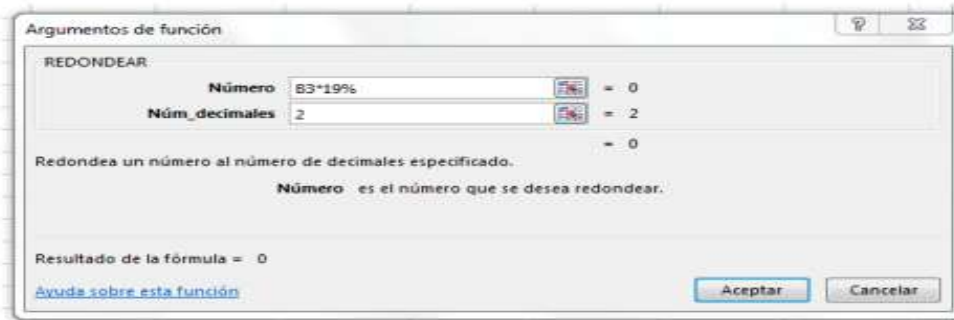 Argumentos de función
REDONDEAR
Número B3*19% = 0
Núm_decimales 2 = 2
= 0
Redondea un número al número de decimales especificado.
Número es el número que se desea redondear.
Resultado de la fórmula = 0
Ayuda sobre esta función
Aceptar Cancelar